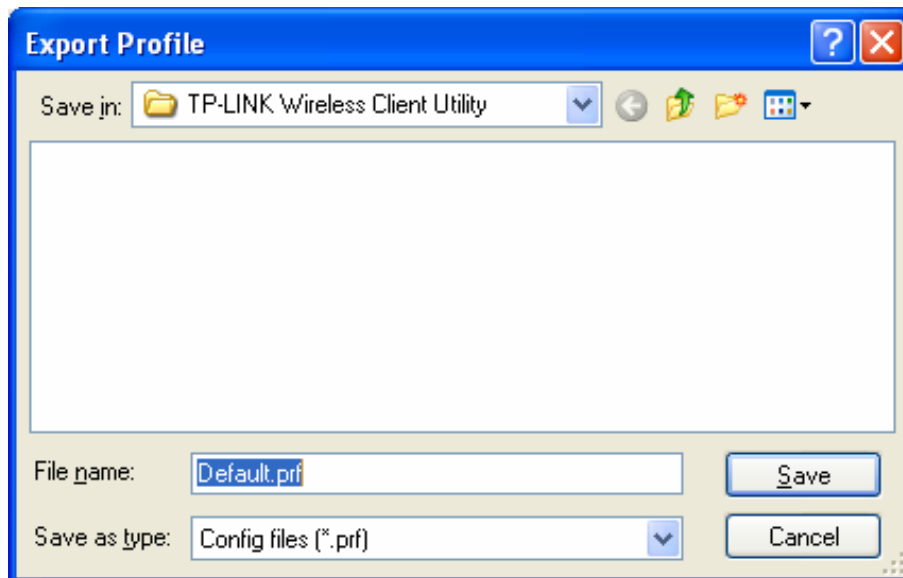 Export Profile
Save in: TP-LINK Wireless Client Utility
File name: Default.prf Save
Save as type: Config files (*.prf) Cancel